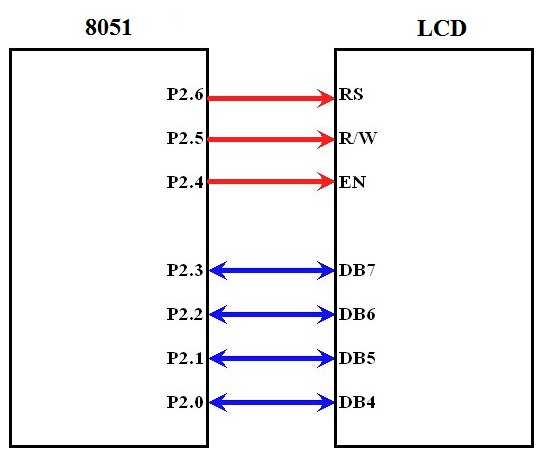 8051 LCD
P2.6 RS
P2.5 R/W
P2.4 EN
P2.3 DB7
P2.2 DB6
P2.1 DB5
P2.0 DB4